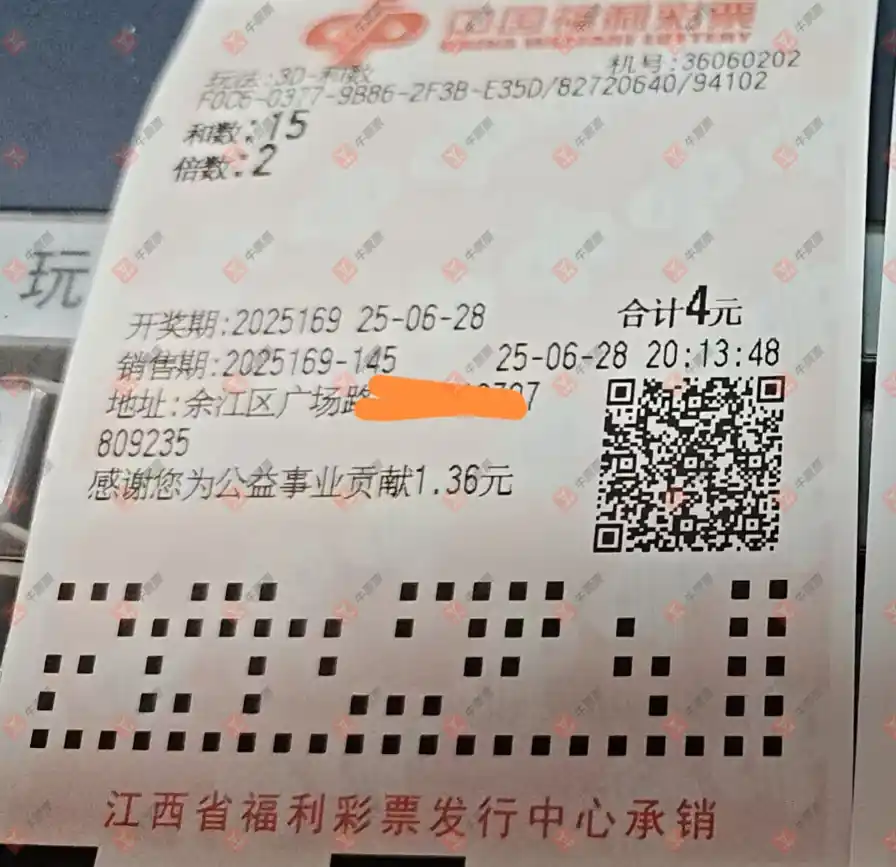 中国福利彩票
CHINA WELFARE LOTTERY
玩法:3D-和数 机号:36060202
F0C6-0377-9B86-2F3B-E35D/82720640/94102
和数:15
倍数:2
玩
开奖期:2025169 25-06-28 合计4元
销售期:2025169-145 25-06-28 20:13:48
地址:余江区广场路
809235
感谢您为公益事业贡献1.36元
江西省福利彩票发行中心承销
牛票票